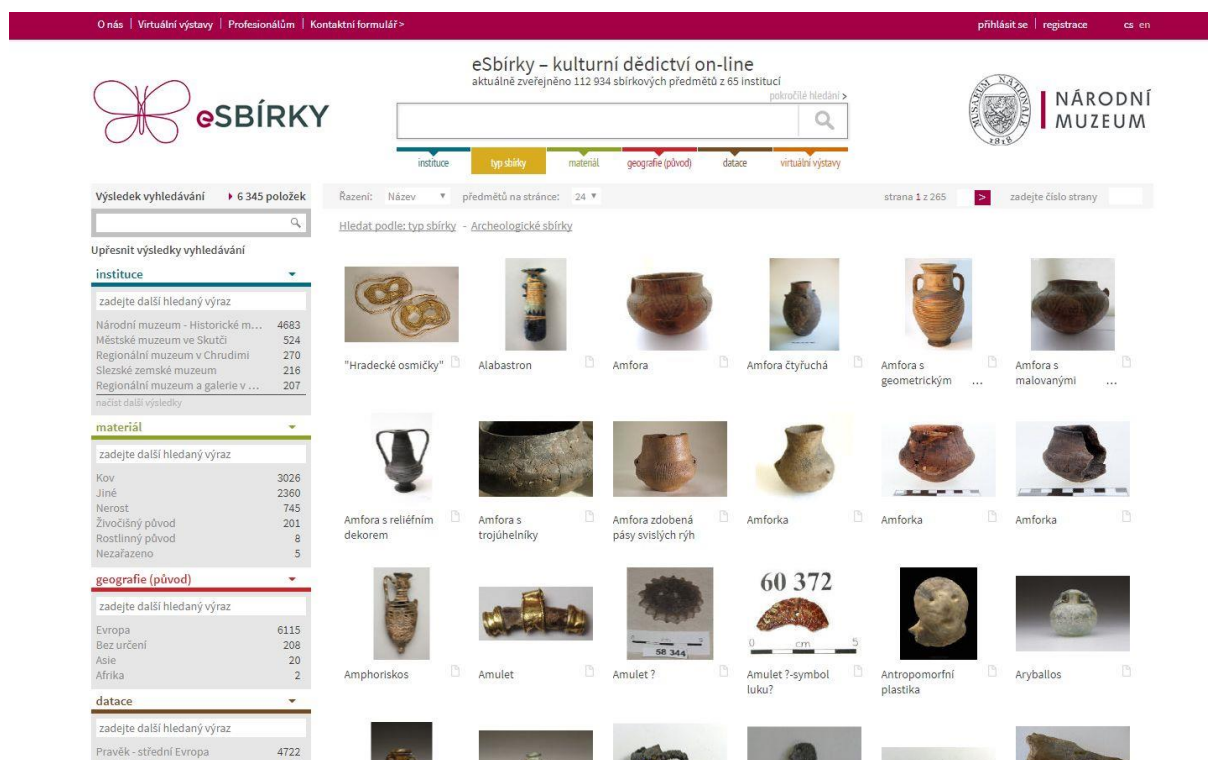 O nás | Virtuální výstavy | Profesionálům | Kontaktní formulář >
přihlásit se | registrace cs en
eSbírky – kulturní dědictví on-line
aktuálně zveřejněno 112 934 sbírkových předmětů z 65 institucí
pokročilé hledání >
eSBÍRKY
MUSEUM NATIONALE 1818
NÁRODNÍ
MUZEUM
instituce typ sbírky materiál geografie (původ) datace virtuální výstavy
Výsledek vyhledávání 6 345 položek
Řazení: Název předmětů na stránce: 24 strana 1 z 265 > zadejte číslo strany
Hledat podle: typ sbírky - Archeologické sbírky
Upřesnit výsledky vyhledávání
instituce
zadejte další hledaný výraz
Národní muzeum - Historické m... 4683
Městské muzeum ve Skutči 524
Regionální muzeum v Chrudimi 270
Slezské zemské muzeum 216
Regionální muzeum a galerie v ... 207
načíst další výsledky
materiál
zadejte další hledaný výraz
Kov 3026
Jiné 2360
Nerost 745
Živočišný původ 201
Rostlinný původ 8
Nezařazeno 5
geografie (původ)
zadejte další hledaný výraz
Evropa 6115
Bez určení 208
Asie 20
Afrika 2
datace
zadejte další hledaný výraz
Pravěk - střední Evropa 4722
"Hradecké osmičky"
Alabastron
Amfora
Amfora čtyřuchá
Amfora s
geometrickým ...
Amfora s
malovanými ...
Amfora s reliéfním
dekorem
Amfora s
trojúhelníky
Amfora zdobená
pásy svislých rýh
Amforka
Amforka
Amforka
58 344
60 372
0 cm 5
Amphoriskos
Amulet
Amulet ?
Amulet ?-symbol
luku?
Antropomorfní
plastika
Aryballos